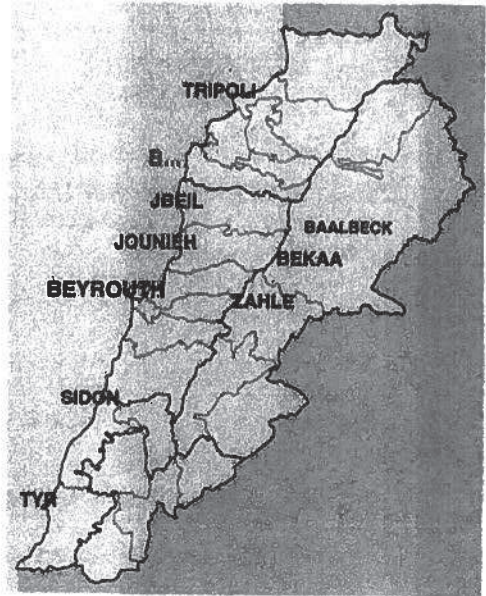 TRIPOLI
JBEIL
BAALBECK
JOUNIEH
BEKAA
BEYROUTH
ZAHLE
SIDON
TYR